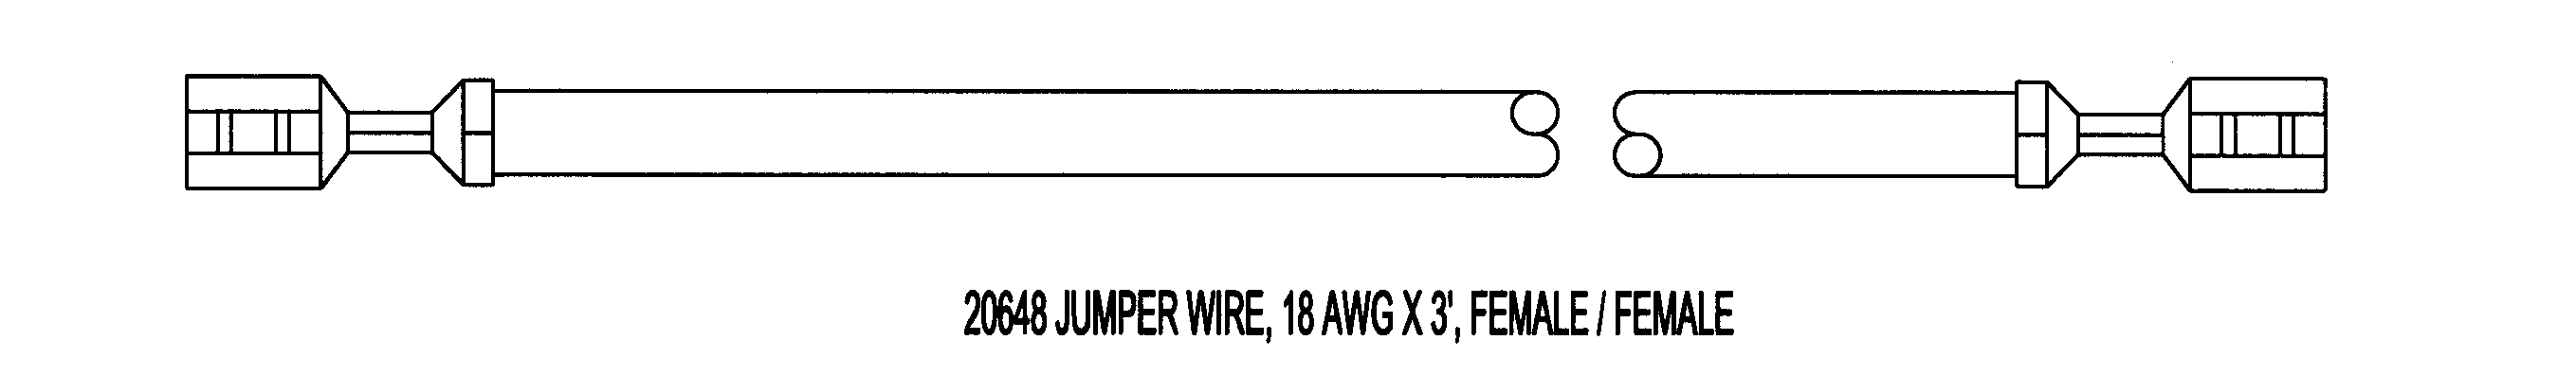 20648 JUMPER WIRE, 18 AWG X 3', FEMALE / FEMALE